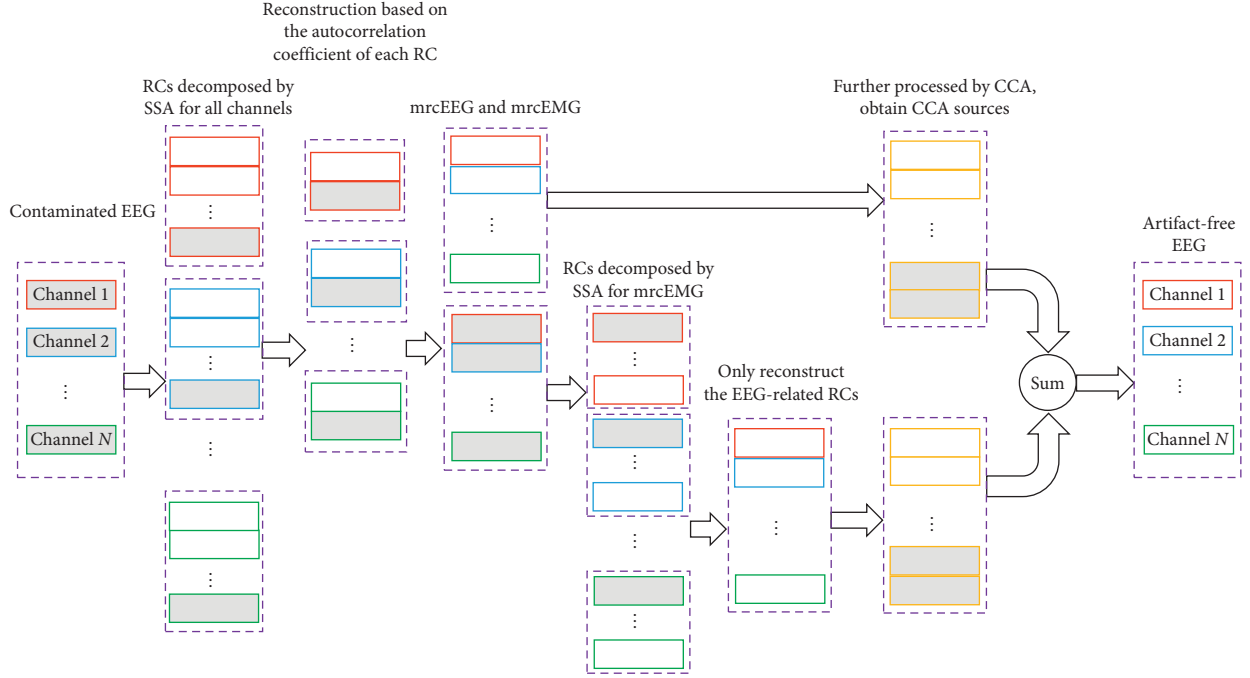 Reconstruction based on
the autocorrelation
coefficient of each RC
RCs decomposed by
SSA for all channels
mrcEEG and mrcEMG
Further processed by CCA,
obtain CCA sources
Contaminated EEG
Channel 1
Channel 2
Channel N
RCs decomposed by
SSA for mrcEMG
Only reconstruct
the EEG-related RCs
Sum
Artifact-free
EEG
Channel 1
Channel 2
Channel N